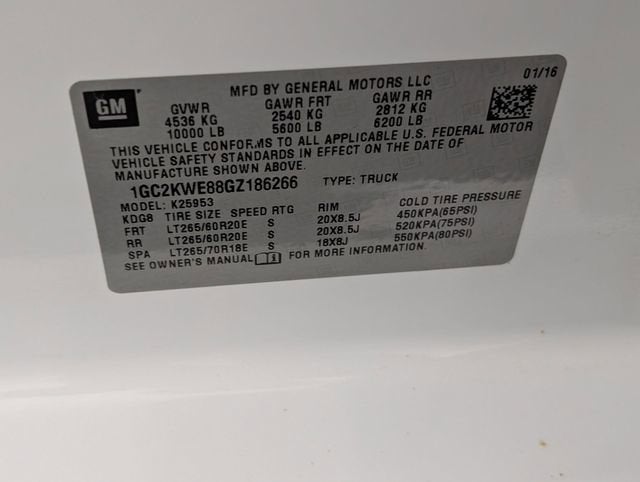 GM
MFD BY GENERAL MOTORS LLC 01/16
GVWR GAWR FRT GAWR RR
4536 KG 2540 KG 2812 KG
10000 LB 5600 LB 6200 LB
THIS VEHICLE CONFORMS TO ALL APPLICABLE U.S. FEDERAL MOTOR
VEHICLE SAFETY STANDARDS IN EFFECT ON THE DATE OF
MANUFACTURE SHOWN ABOVE.
1GC2KWE88GZ186266 TYPE: TRUCK
MODEL: K25953
KDG8 TIRE SIZE SPEED RTG RIM COLD TIRE PRESSURE
FRT LT265/60R20E S 20X8.5J 450KPA(65PSI)
RR LT265/60R20E S 20X8.5J 520KPA(75PSI)
SPA LT265/70R18E S 18X8J 550KPA(80PSI)
SEE OWNER'S MANUAL FOR MORE INFORMATION.